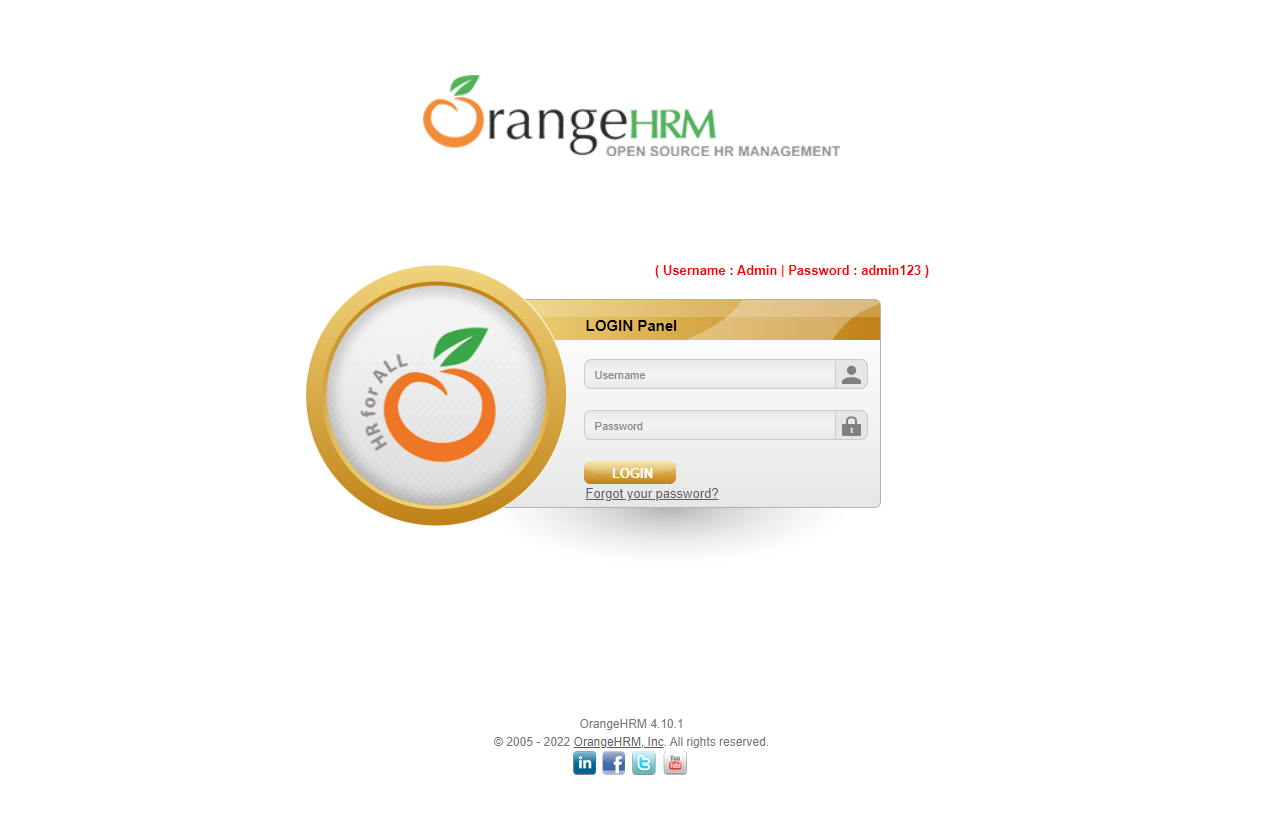 OrangeHRM
OPEN SOURCE HR MANAGEMENT
( Username : Admin | Password : admin123 )
HR for ALL
LOGIN Panel
Username
Password
LOGIN
Forgot your password?
OrangeHRM 4.10.1
© 2005 - 2022 OrangeHRM, Inc. All rights reserved.
in f t You Tube